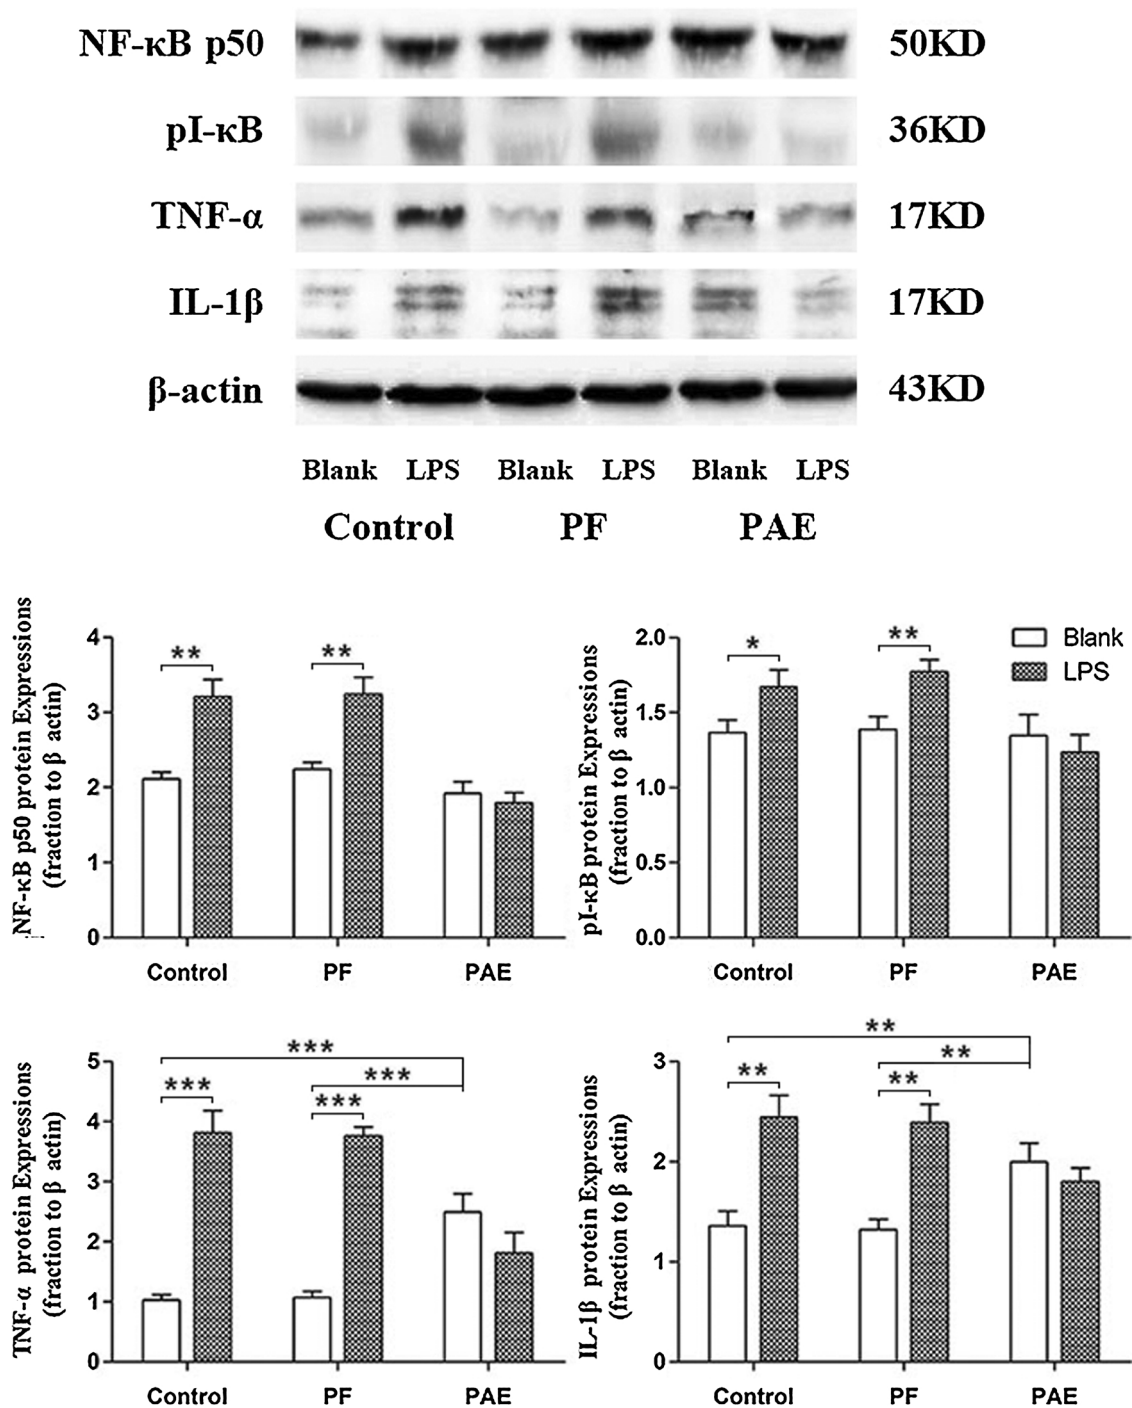 NF-κB p50 50KD
pI-κB 36KD
TNF-α 17KD
IL-1β 17KD
β-actin 43KD
Blank LPS Blank LPS Blank LPS
Control PF PAE
NF-κB p50 protein Expressions
(fraction to β actin)
4
3
2
1
0
** **
Control PF PAE
pI-κB protein Expressions
(fraction to β actin)
2.0
1.5
1.0
0.5
0.0
* **
Blank
LPS
Control PF PAE
TNF-α protein Expressions
(fraction to β actin)
5
4
3
2
1
0
***
***
*** ***
Control PF PAE
IL-1β protein Expressions
(fraction to β actin)
3
2
1
0
**
**
** **
Control PF PAE